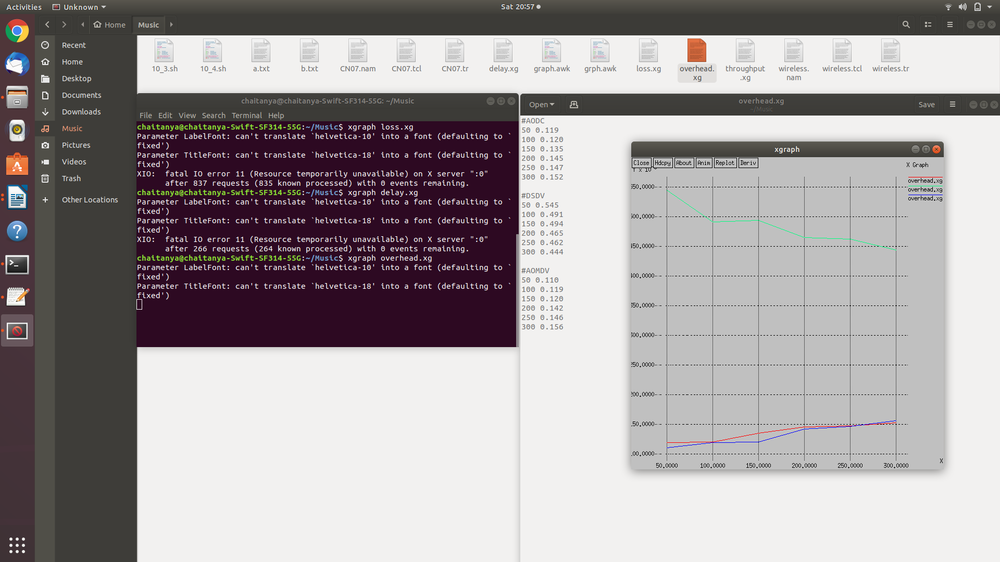 Activities
Unknown
Sat 20:57
Home
Music
Recent
Home
Desktop
Documents
Downloads
Music
Pictures
Videos
Trash
Other Locations
10_3.sh
10_4.sh
a.txt
b.txt
CN07.nam
CN07.tcl
CN07.tr
delay.xg
graph.awk
grph.awk
loss.xg
overhead.
xg
throughput
.xg
wireless.
nam
wireless.tcl
wireless.tr
chaitanya@chaitanya-Swift-SF314-55G: ~/Music
File Edit View Search Terminal Help
chaitanya@chaitanya-Swift-SF314-55G:~/Music$ xgraph loss.xg
Parameter LabelFont: can't translate `helvetica-10' into a font (defaulting to `
fixed')
Parameter TitleFont: can't translate `helvetica-18' into a font (defaulting to `
fixed')
XIO:  fatal IO error 11 (Resource temporarily unavailable) on X server ":0"
      after 837 requests (835 known processed) with 0 events remaining.
chaitanya@chaitanya-Swift-SF314-55G:~/Music$ xgraph delay.xg
Parameter LabelFont: can't translate `helvetica-10' into a font (defaulting to `
fixed')
Parameter TitleFont: can't translate `helvetica-18' into a font (defaulting to `
fixed')
XIO:  fatal IO error 11 (Resource temporarily unavailable) on X server ":0"
      after 266 requests (264 known processed) with 0 events remaining.
chaitanya@chaitanya-Swift-SF314-55G:~/Music$ xgraph overhead.xg
Parameter LabelFont: can't translate `helvetica-10' into a font (defaulting to `
fixed')
Parameter TitleFont: can't translate `helvetica-18' into a font (defaulting to `
fixed')
Open
overhead.xg
~/Music
Save
#AODC
50 0.119
100 0.120
150 0.135
200 0.145
250 0.147
300 0.152
#DSDV
50 0.545
100 0.491
150 0.494
200 0.465
250 0.462
300 0.444
#AOMDV
50 0.110
100 0.119
150 0.120
200 0.142
250 0.146
300 0.156
xgraph
Close Hdcpy About Anim Replot Deriv
Y x 10
X Graph
overhead.xg
overhead.xg
overhead.xg
550.0000
500.0000
450.0000
400.0000
350.0000
300.0000
250.0000
200.0000
150.0000
100.0000
X
50.0000 100.0000 150.0000 200.0000 250.0000 300.0000